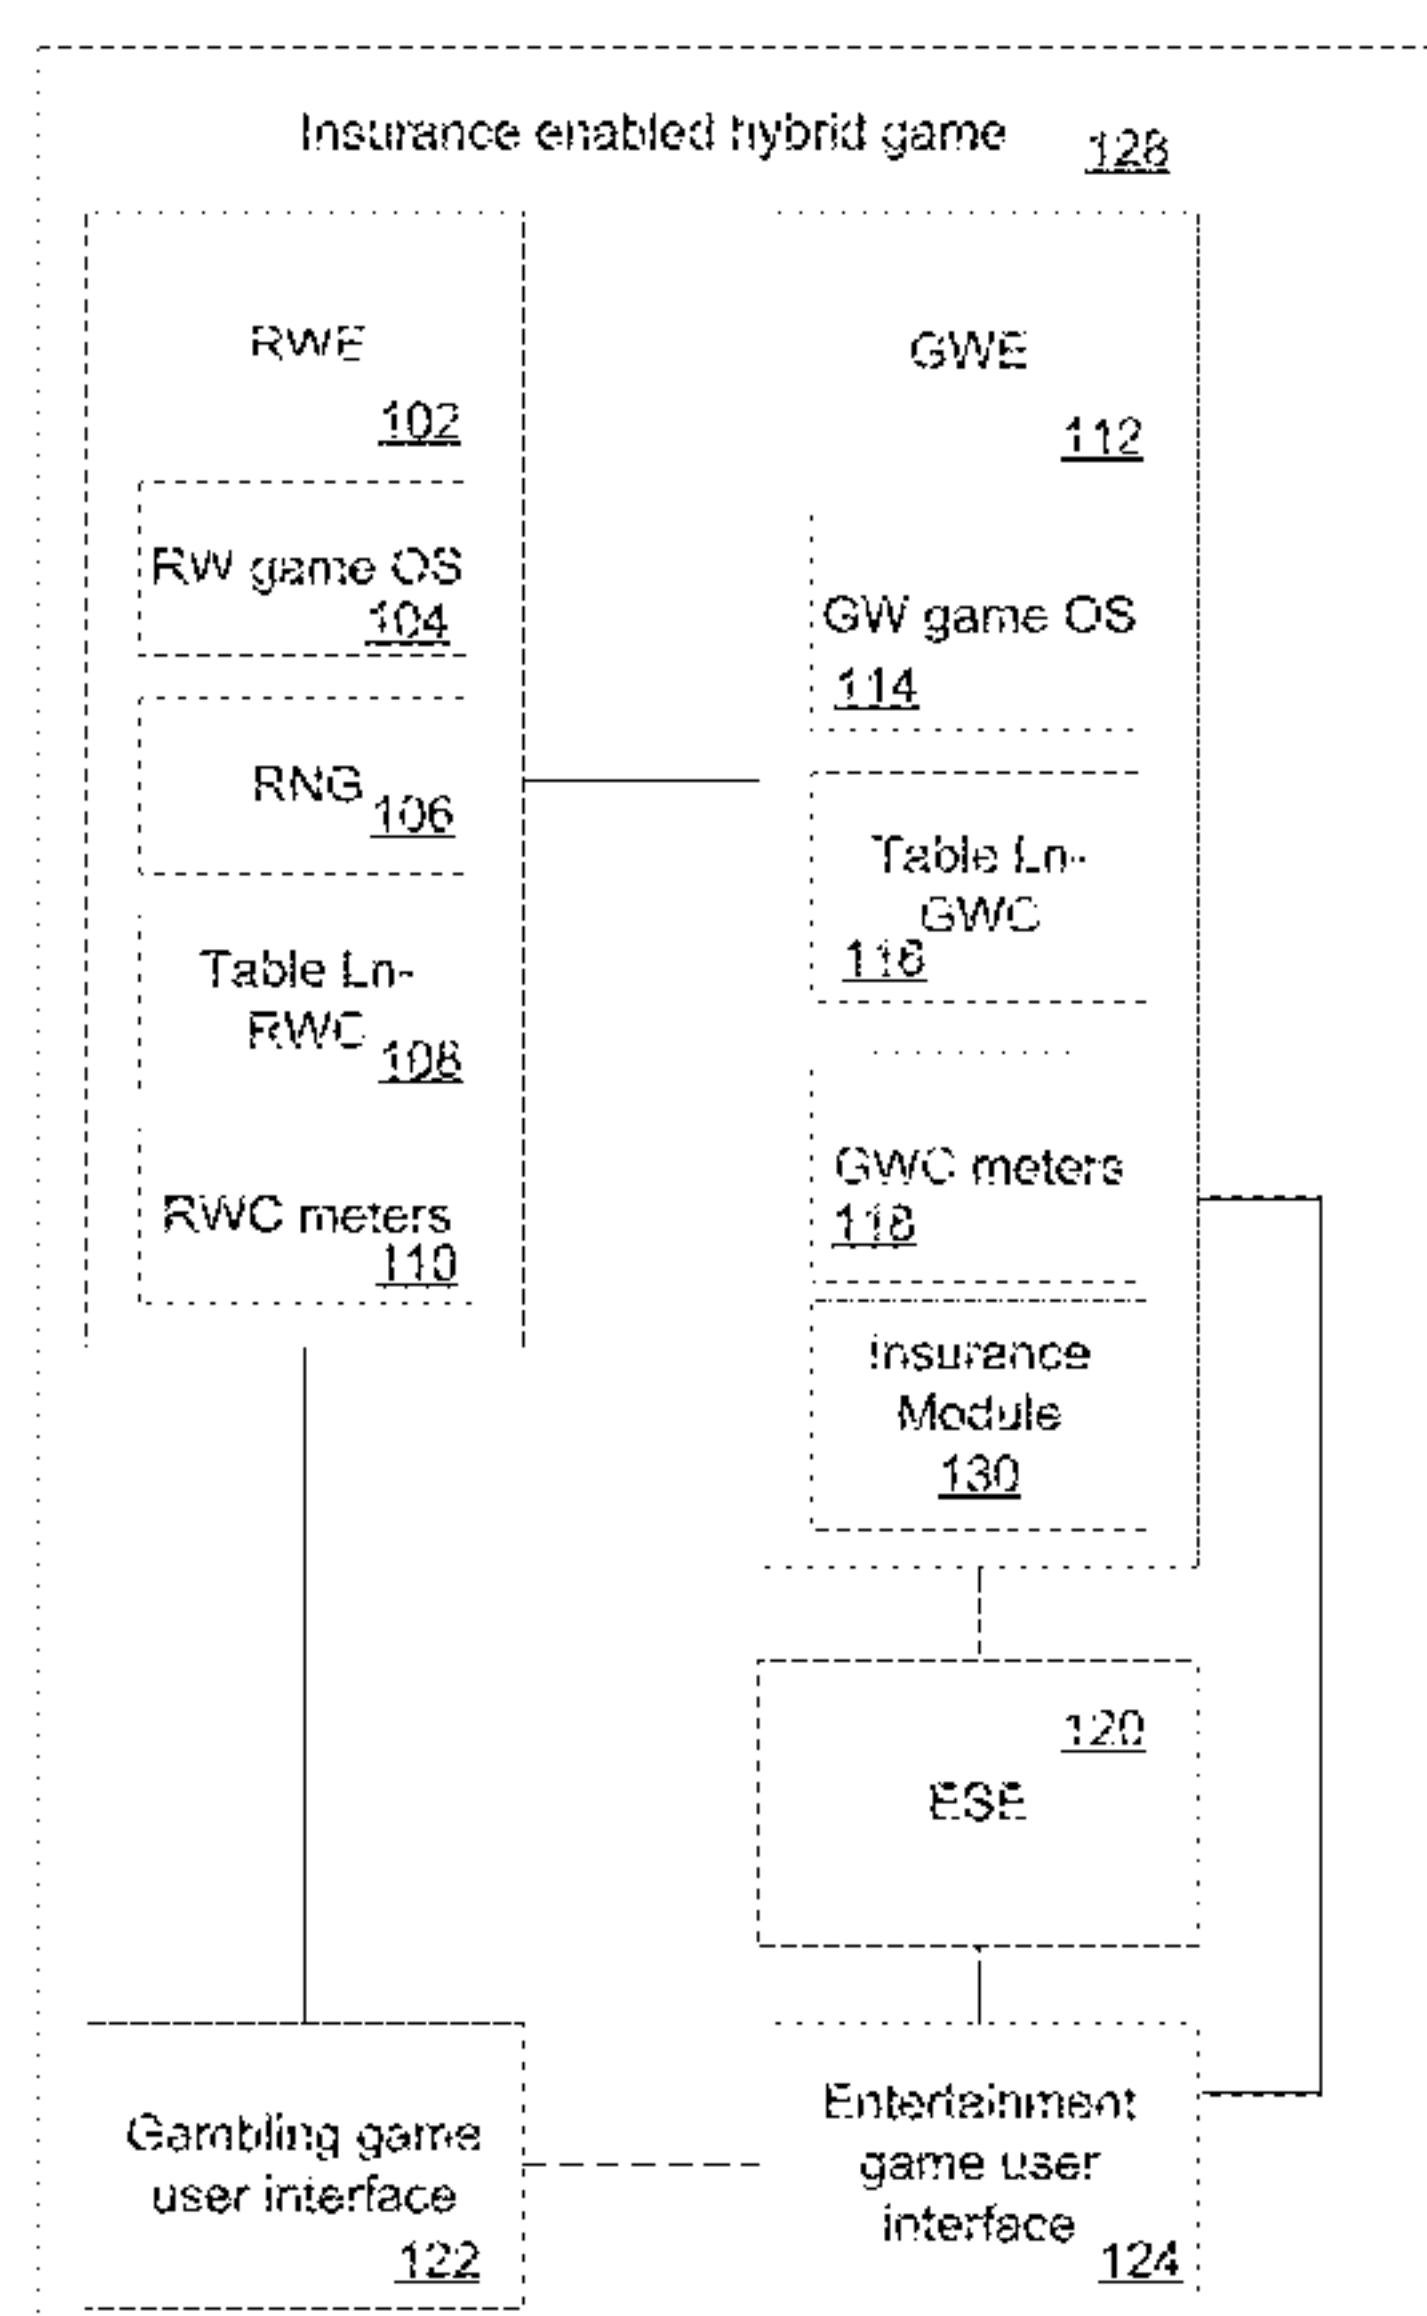 Insurance enabled hybrid game 128
RWE
102
RW game OS
104
RNG
106
Table Ln-
RWC
108
RWC meters
110
GWE
112
GW game OS
114
Table Ln-
GWC
116
GWC meters
118
Insurance
Module
130
120
ESE
Gambling game
user interface
122
Entertainment
game user
interface
124